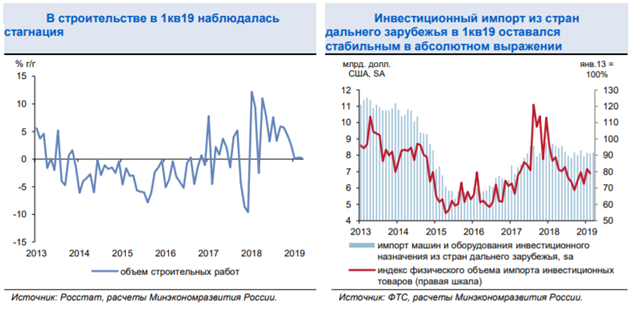 В строительстве в 1кв19 наблюдалась
стагнация
% г/г
15
10
5
0
-5
-10
-15
2013 2014 2015 2016 2017 2018 2019
объем строительных работ
Источник: Росстат, расчеты Минэкономразвития России.
Инвестиционный импорт из стран
дальнего зарубежья в 1кв19 оставался
стабильным в абсолютном выражении
млрд. долл. янв.13 =
США, SA 100%
12 130
11 120
10 110
9 100
8 90
7 80
6 70
5 60
4 50
2013 2014 2015 2016 2017 2018 2019
импорт машин и оборудования инвестиционного
назначения из стран дальнего зарубежья, sa
индекс физического объема импорта инвестиционных
товаров (правая шкала)
Источник: ФТС, расчеты Минэкономразвития России.